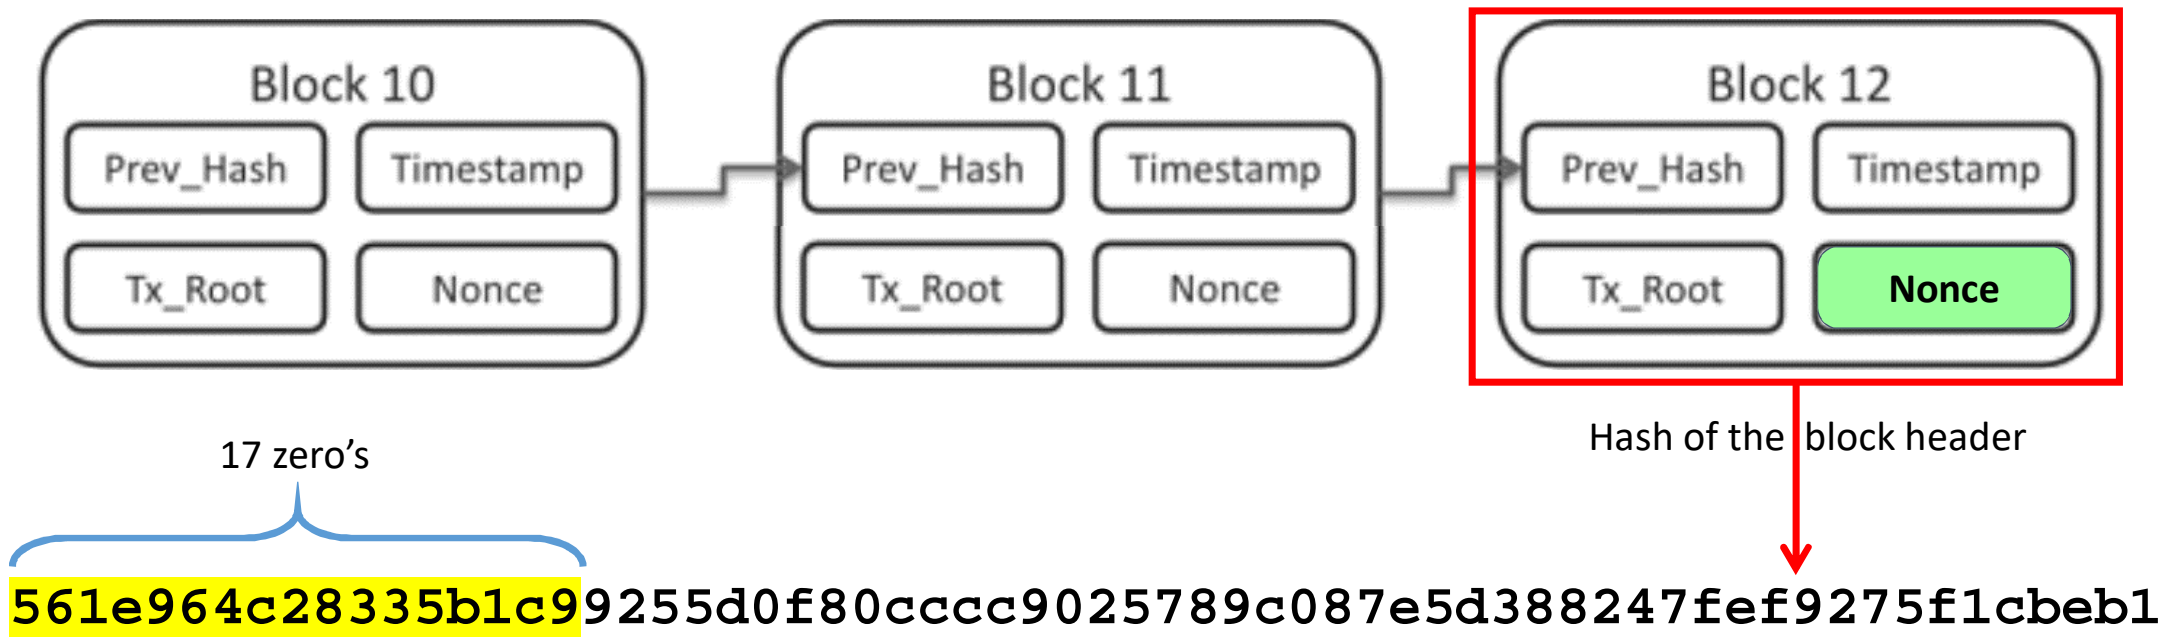 Block 10
Prev_Hash
Timestamp
Tx_Root
Nonce
Block 11
Prev_Hash
Timestamp
Tx_Root
Nonce
Block 12
Prev_Hash
Timestamp
Tx_Root
Nonce
Hash of the block header
17 zero’s
561e964c28335b1c99255d0f80cccc9025789c087e5d388247fef9275f1cbeb1